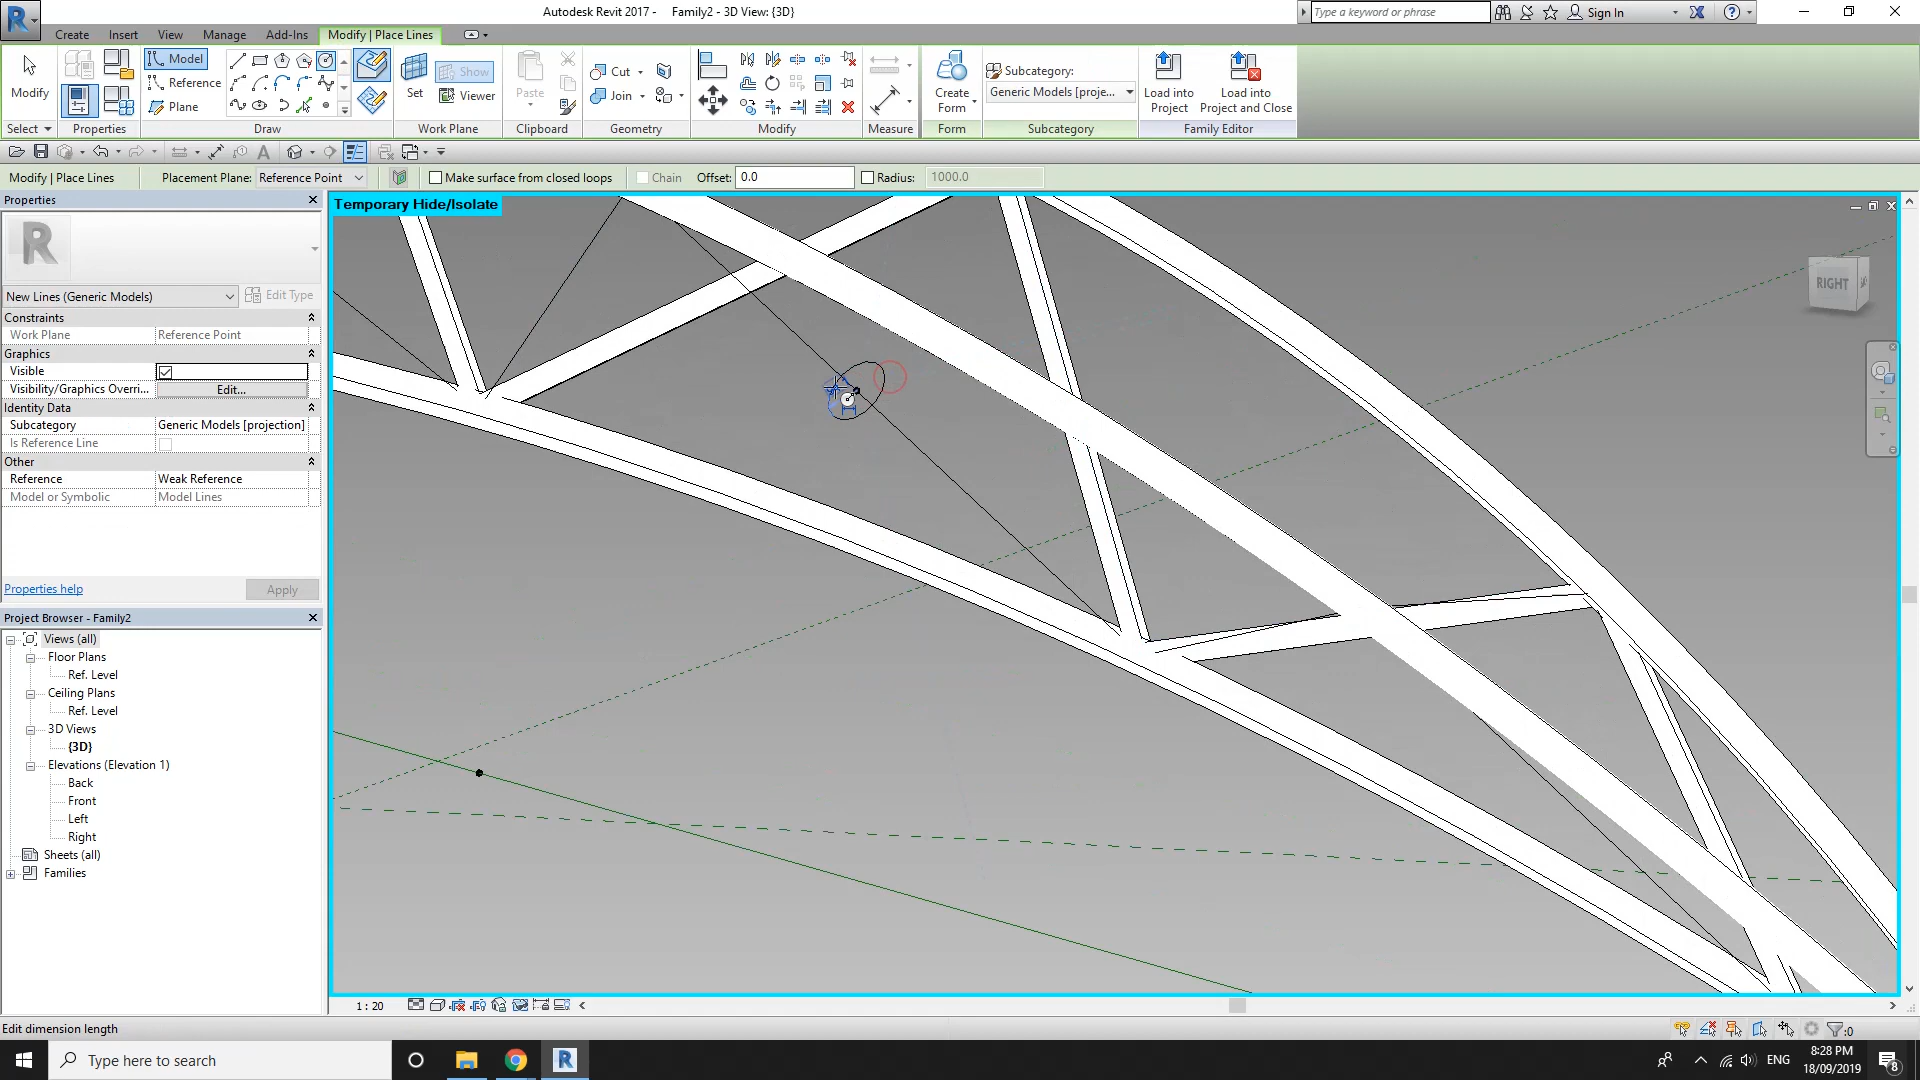 Autodesk Revit 2017 - Family2 - 3D View: {3D}
Type a keyword or phrase
Sign In
Create Insert View Manage Add-Ins Modify | Place Lines
Modify
Model
Reference
Plane
Set
Show
Viewer
Paste
Cut
Join
Create
Form
Subcategory:
Generic Models [proje...
Load into
Project
Load into
Project and Close
Select Properties Draw Work Plane Clipboard Geometry Modify Measure Form Subcategory Family Editor
Modify | Place Lines Placement Plane: Reference Point Make surface from closed loops Chain Offset: 0.0 Radius: 1000.0
Properties
Temporary Hide/Isolate
New Lines (Generic Models) Edit Type
Constraints
Work Plane Reference Point
Graphics
Visible
Visibility/Graphics Overri... Edit...
Identity Data
Subcategory Generic Models [projection]
Is Reference Line
Other
Reference Weak Reference
Model or Symbolic Model Lines
Properties help Apply
Project Browser - Family2
Views (all)
Floor Plans
Ref. Level
Ceiling Plans
Ref. Level
3D Views
{3D}
Elevations (Elevation 1)
Back
Front
Left
Right
Sheets (all)
Families
RIGHT
1 : 20
Edit dimension length
:0
Type here to search
ENG
8:28 PM
18/09/2019
8